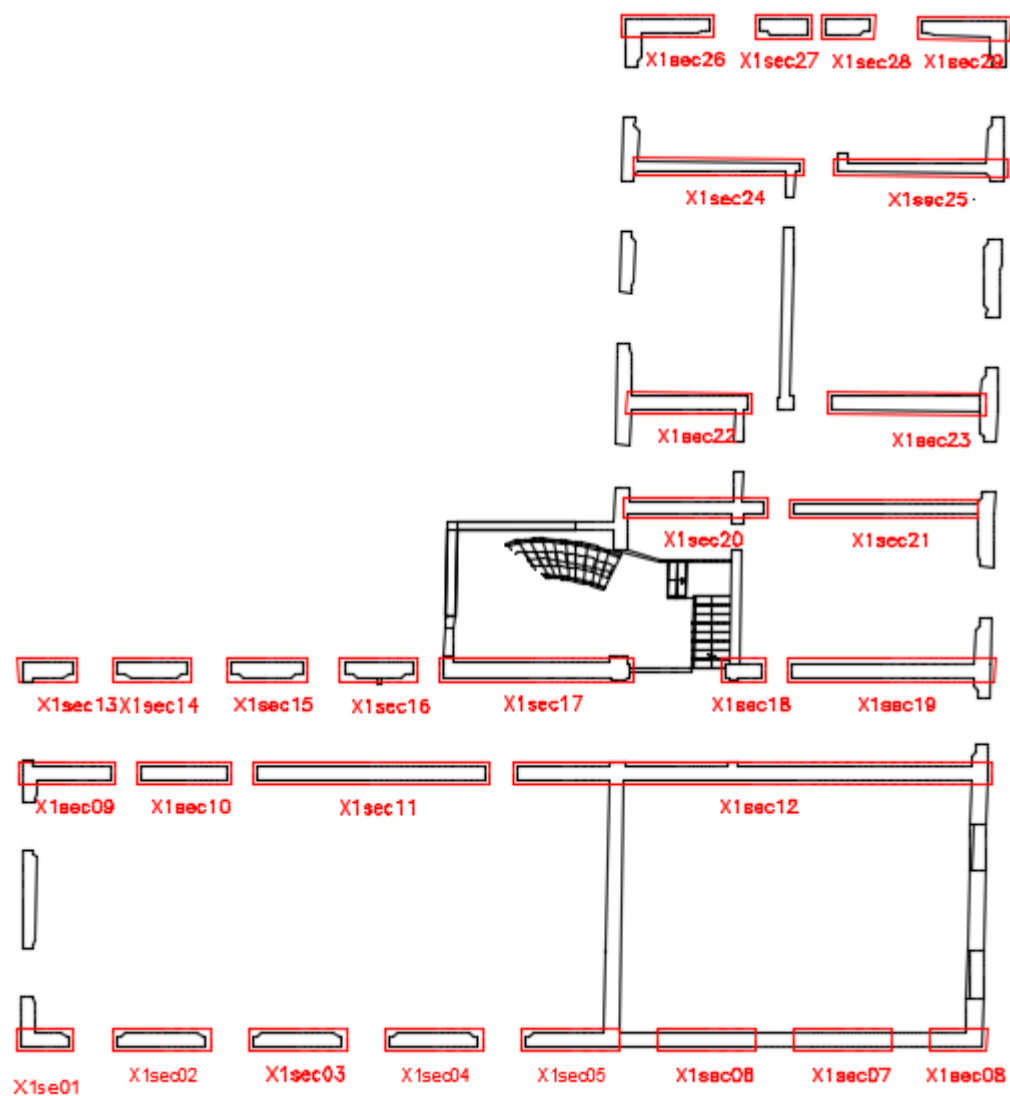 X1sec26 X1sec27 X1sec28 X1sec29
X1sec24 X1sec25
X1sec22 X1sec23
X1sec20 X1sec21
X1sec13 X1sec14 X1sec15 X1sec16 X1sec17 X1sec18 X1sec19
X1sec09 X1sec10 X1sec11 X1sec12
X1se01 X1sec02 X1sec03 X1sec04 X1sec05 X1sec06 X1sec07 X1sec08